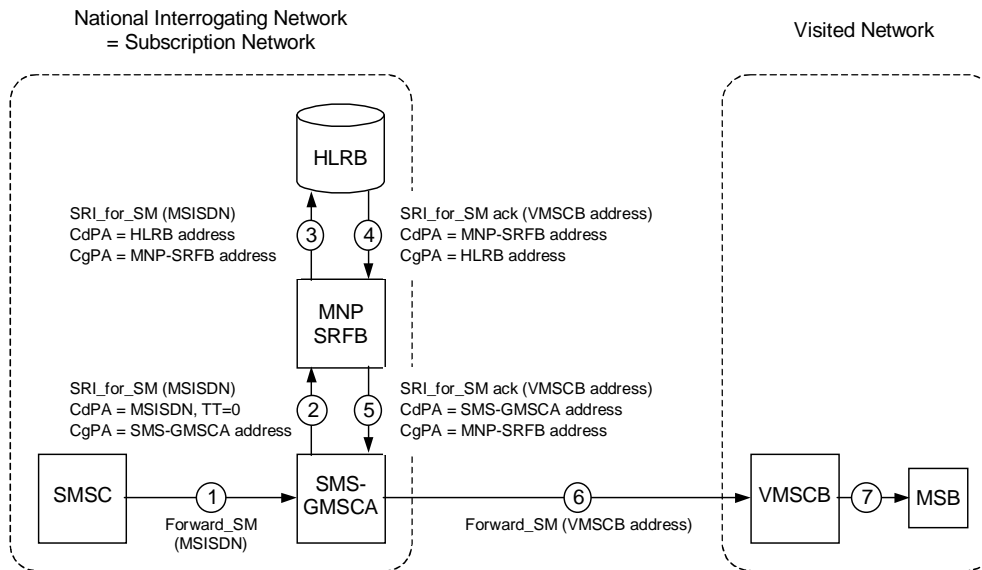 National Interrogating Network
= Subscription Network
Visited Network
HLRB
SRI_for_SM (MSISDN)
CdPA = HLRB address
CgPA = MNP-SRFB address
3
4
SRI_for_SM ack (VMSCB address)
CdPA = MNP-SRFB address
CgPA = HLRB address
MNP
SRFB
SRI_for_SM (MSISDN)
CdPA = MSISDN, TT=0
CgPA = SMS-GMSCA address
2
5
SRI_for_SM ack (VMSCB address)
CdPA = SMS-GMSCA address
CgPA = MNP-SRFB address
SMSC
1
Forward_SM
(MSISDN)
SMS-
GMSCA
6
Forward_SM (VMSCB address)
VMSCB
7
MSB